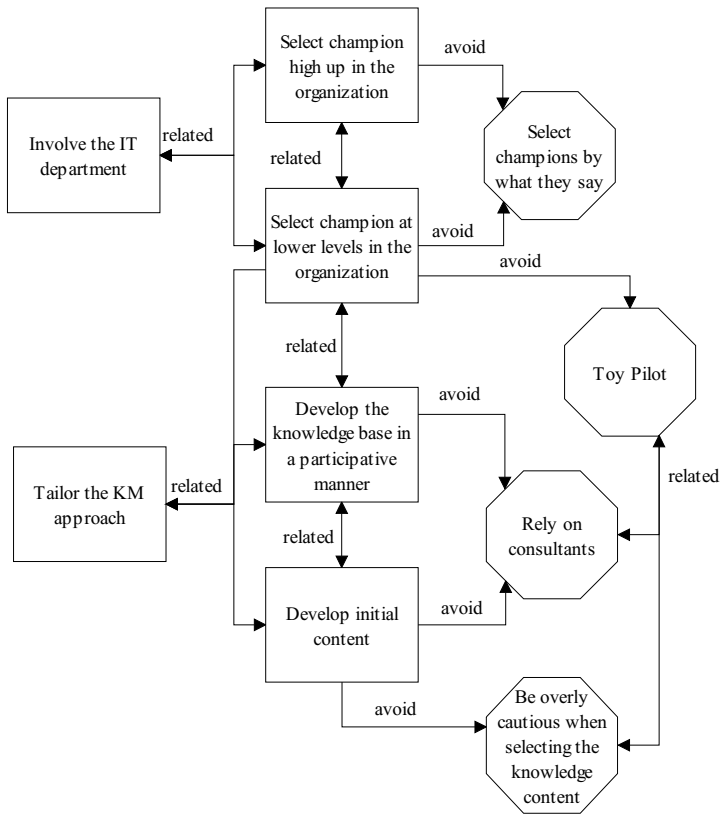 Select champion
high up in the
organization
avoid
Select
champions by
what they say
Involve the IT
department
related
related
Select champion at
lower levels in the
organization
avoid
avoid
Toy Pilot
related
Develop the
knowledge base in
a participative
manner
avoid
Tailor the KM
approach
related
related
Rely on
consultants
related
Develop initial
content
avoid
avoid
Be overly
cautious when
selecting the
knowledge
content